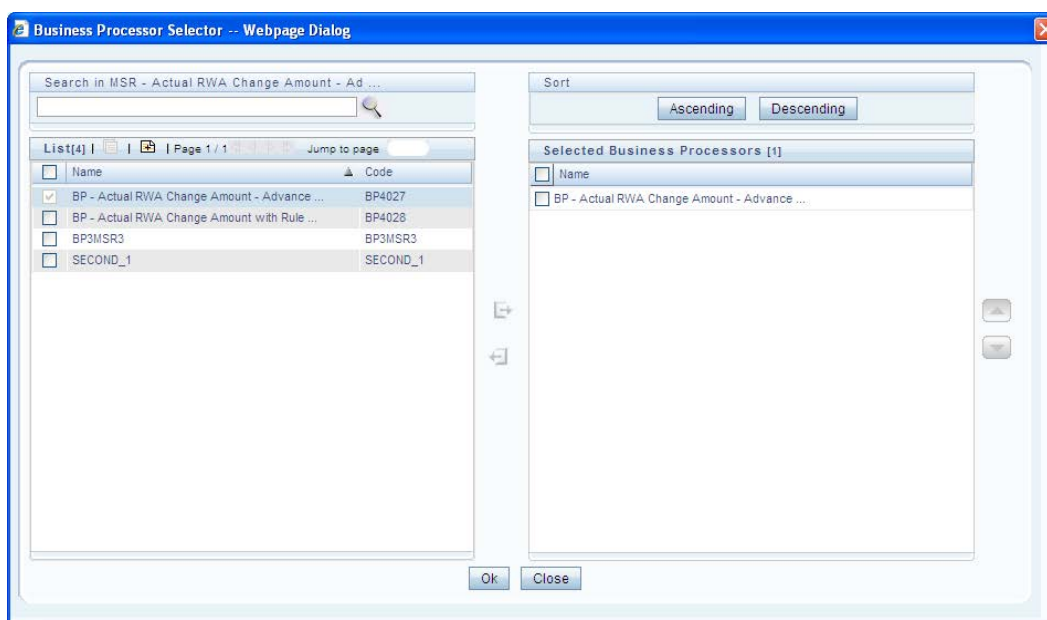 Business Processor Selector -- Webpage Dialog
Search in MSR - Actual RWA Change Amount - Ad ...
List[4] | | | Page 1 / 1 Jump to page
Name Code
BP - Actual RWA Change Amount - Advance ... BP4027
BP - Actual RWA Change Amount with Rule ... BP4028
BP3MSR3 BP3MSR3
SECOND_1 SECOND_1
Sort
Ascending Descending
Selected Business Processors [1]
Name
BP - Actual RWA Change Amount - Advance ...
Ok Close